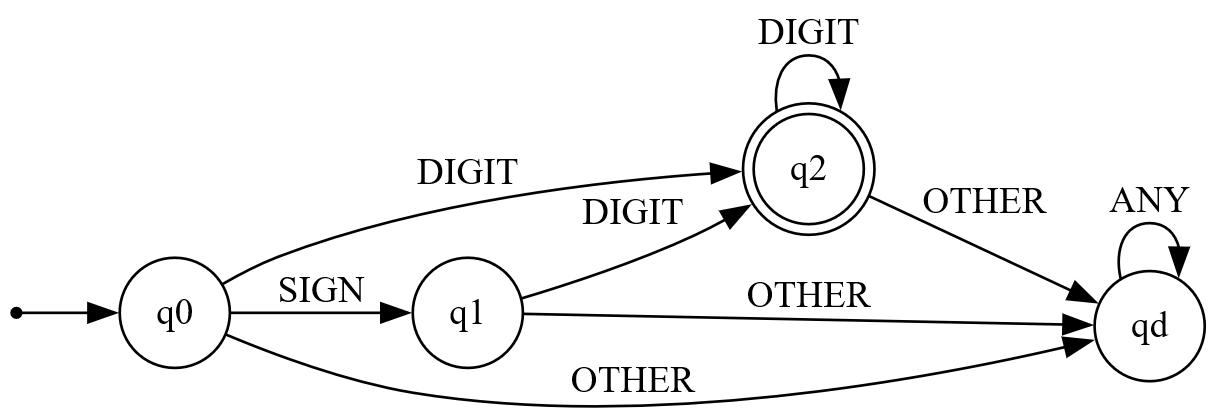 DIGIT
DIGIT
q2
DIGIT
OTHER
ANY
q0
SIGN
q1
OTHER
qd
OTHER